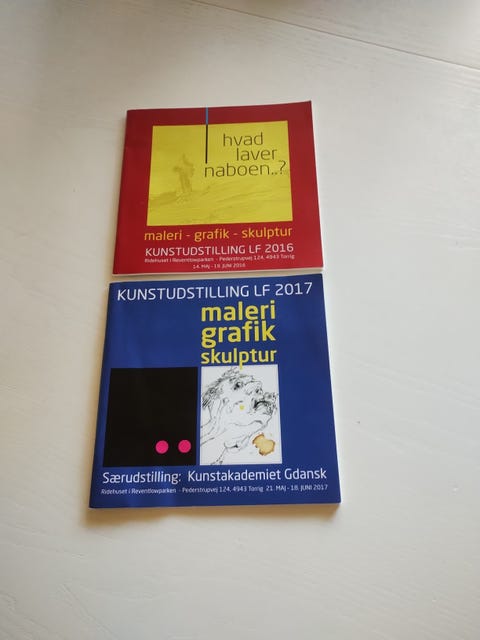 hvad
laver
naboen..?
maleri - grafik - skulptur
KUNSTUDSTILLING LF 2016
Ridehuset i Reventlowparken - Pederstrupvej 124, 4943 Torrig
14. MAJ - 19. JUNI 2016
KUNSTUDSTILLING LF 2017
maleri
grafik
skulptur
Særudstilling: Kunstakademiet Gdansk
Ridehuset i Reventlowparken - Pederstrupvej 124, 4943 Torrig 21. MAJ - 18. JUNI 2017